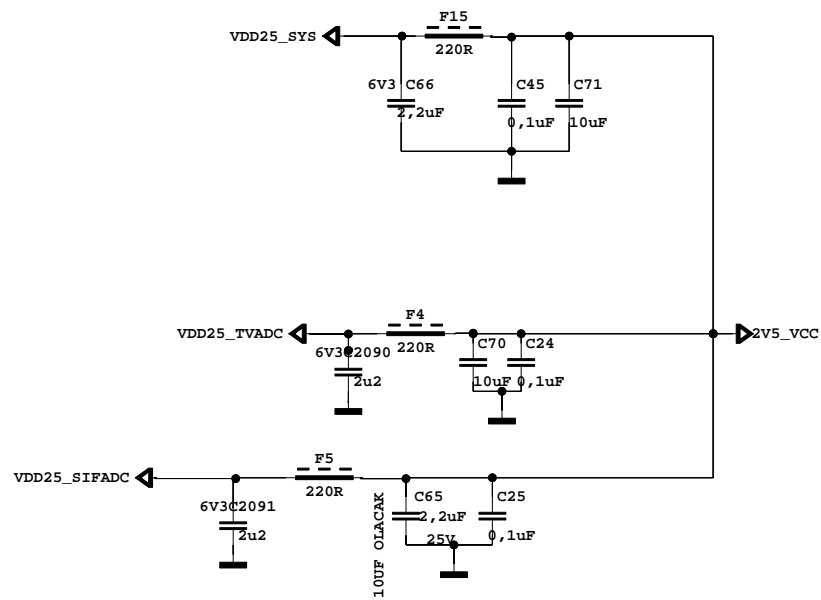 F15
VDD25_SYS
220R
6V3 C66
2,2uF
C45
0,1uF
C71
10uF
F4
VDD25_TVADC
220R
2V5_VCC
6V3C2090
2u2
C70
10uF
C24
0,1uF
F5
VDD25_SIFADC
220R
6V3C2091
2u2
10UF OLACAK
C65
2,2uF
25V
C25
0,1uF